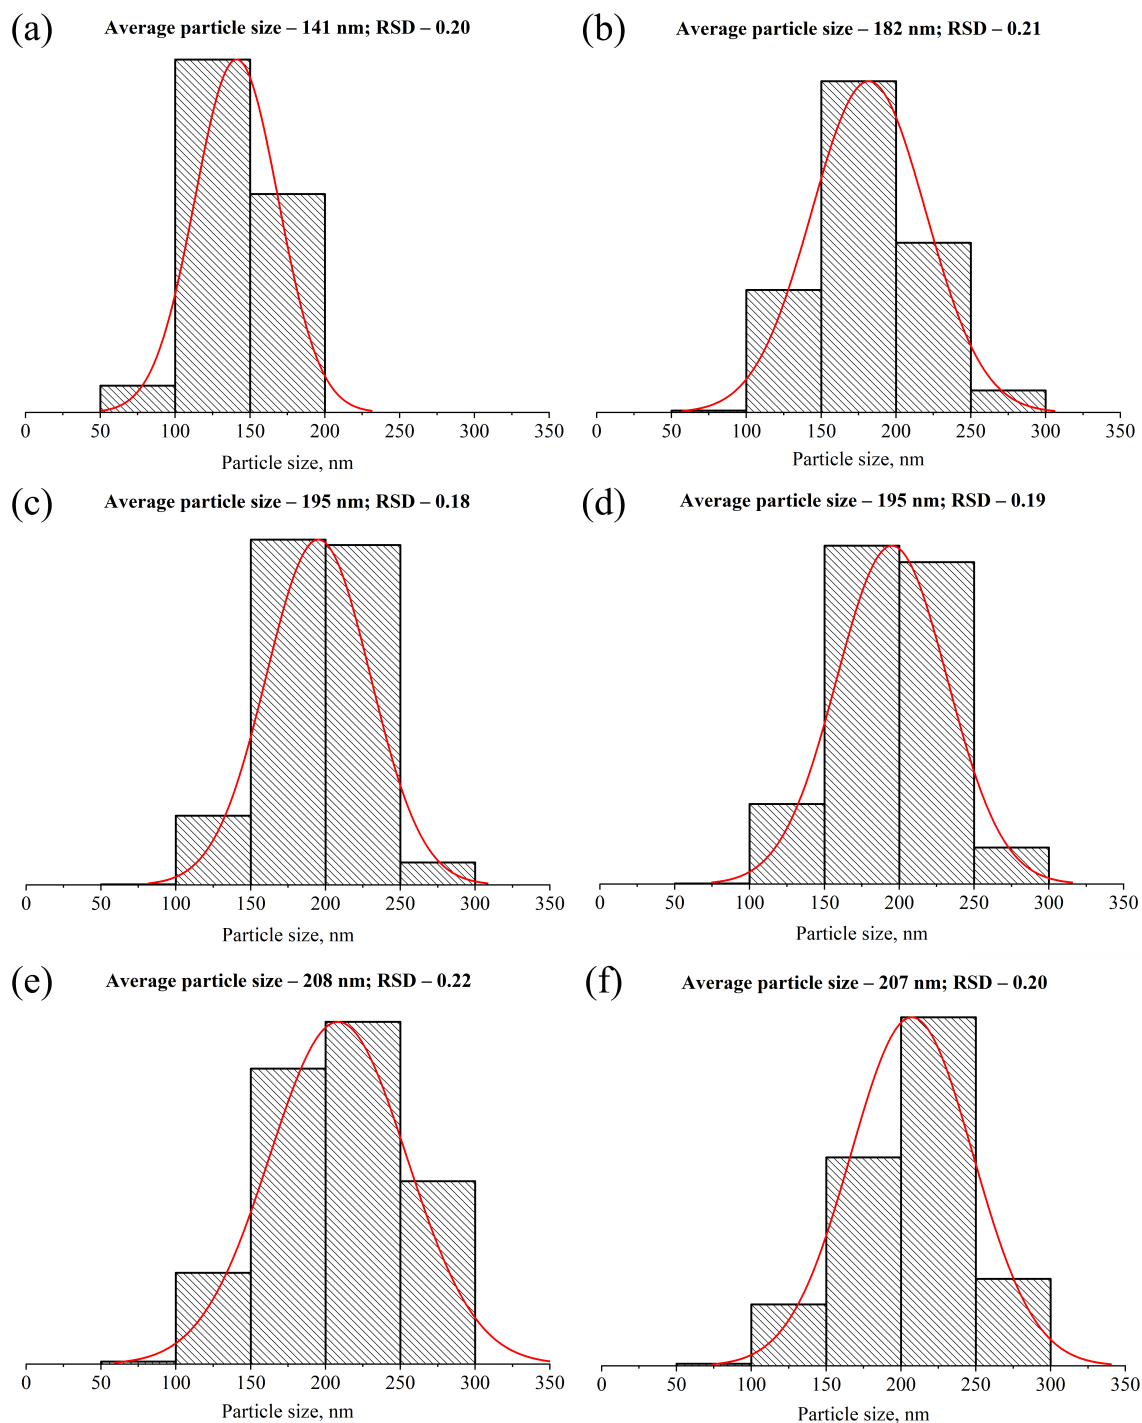 (a)
Average particle size – 141 nm; RSD – 0.20
0 50 100 150 200 250 300 350
Particle size, nm
(b)
Average particle size – 182 nm; RSD – 0.21
0 50 100 150 200 250 300 350
Particle size, nm
(c)
Average particle size – 195 nm; RSD – 0.18
0 50 100 150 200 250 300 350
Particle size, nm
(d)
Average particle size – 195 nm; RSD – 0.19
0 50 100 150 200 250 300 350
Particle size, nm
(e)
Average particle size – 208 nm; RSD – 0.22
0 50 100 150 200 250 300 350
Particle size, nm
(f)
Average particle size – 207 nm; RSD – 0.20
0 50 100 150 200 250 300 350
Particle size, nm